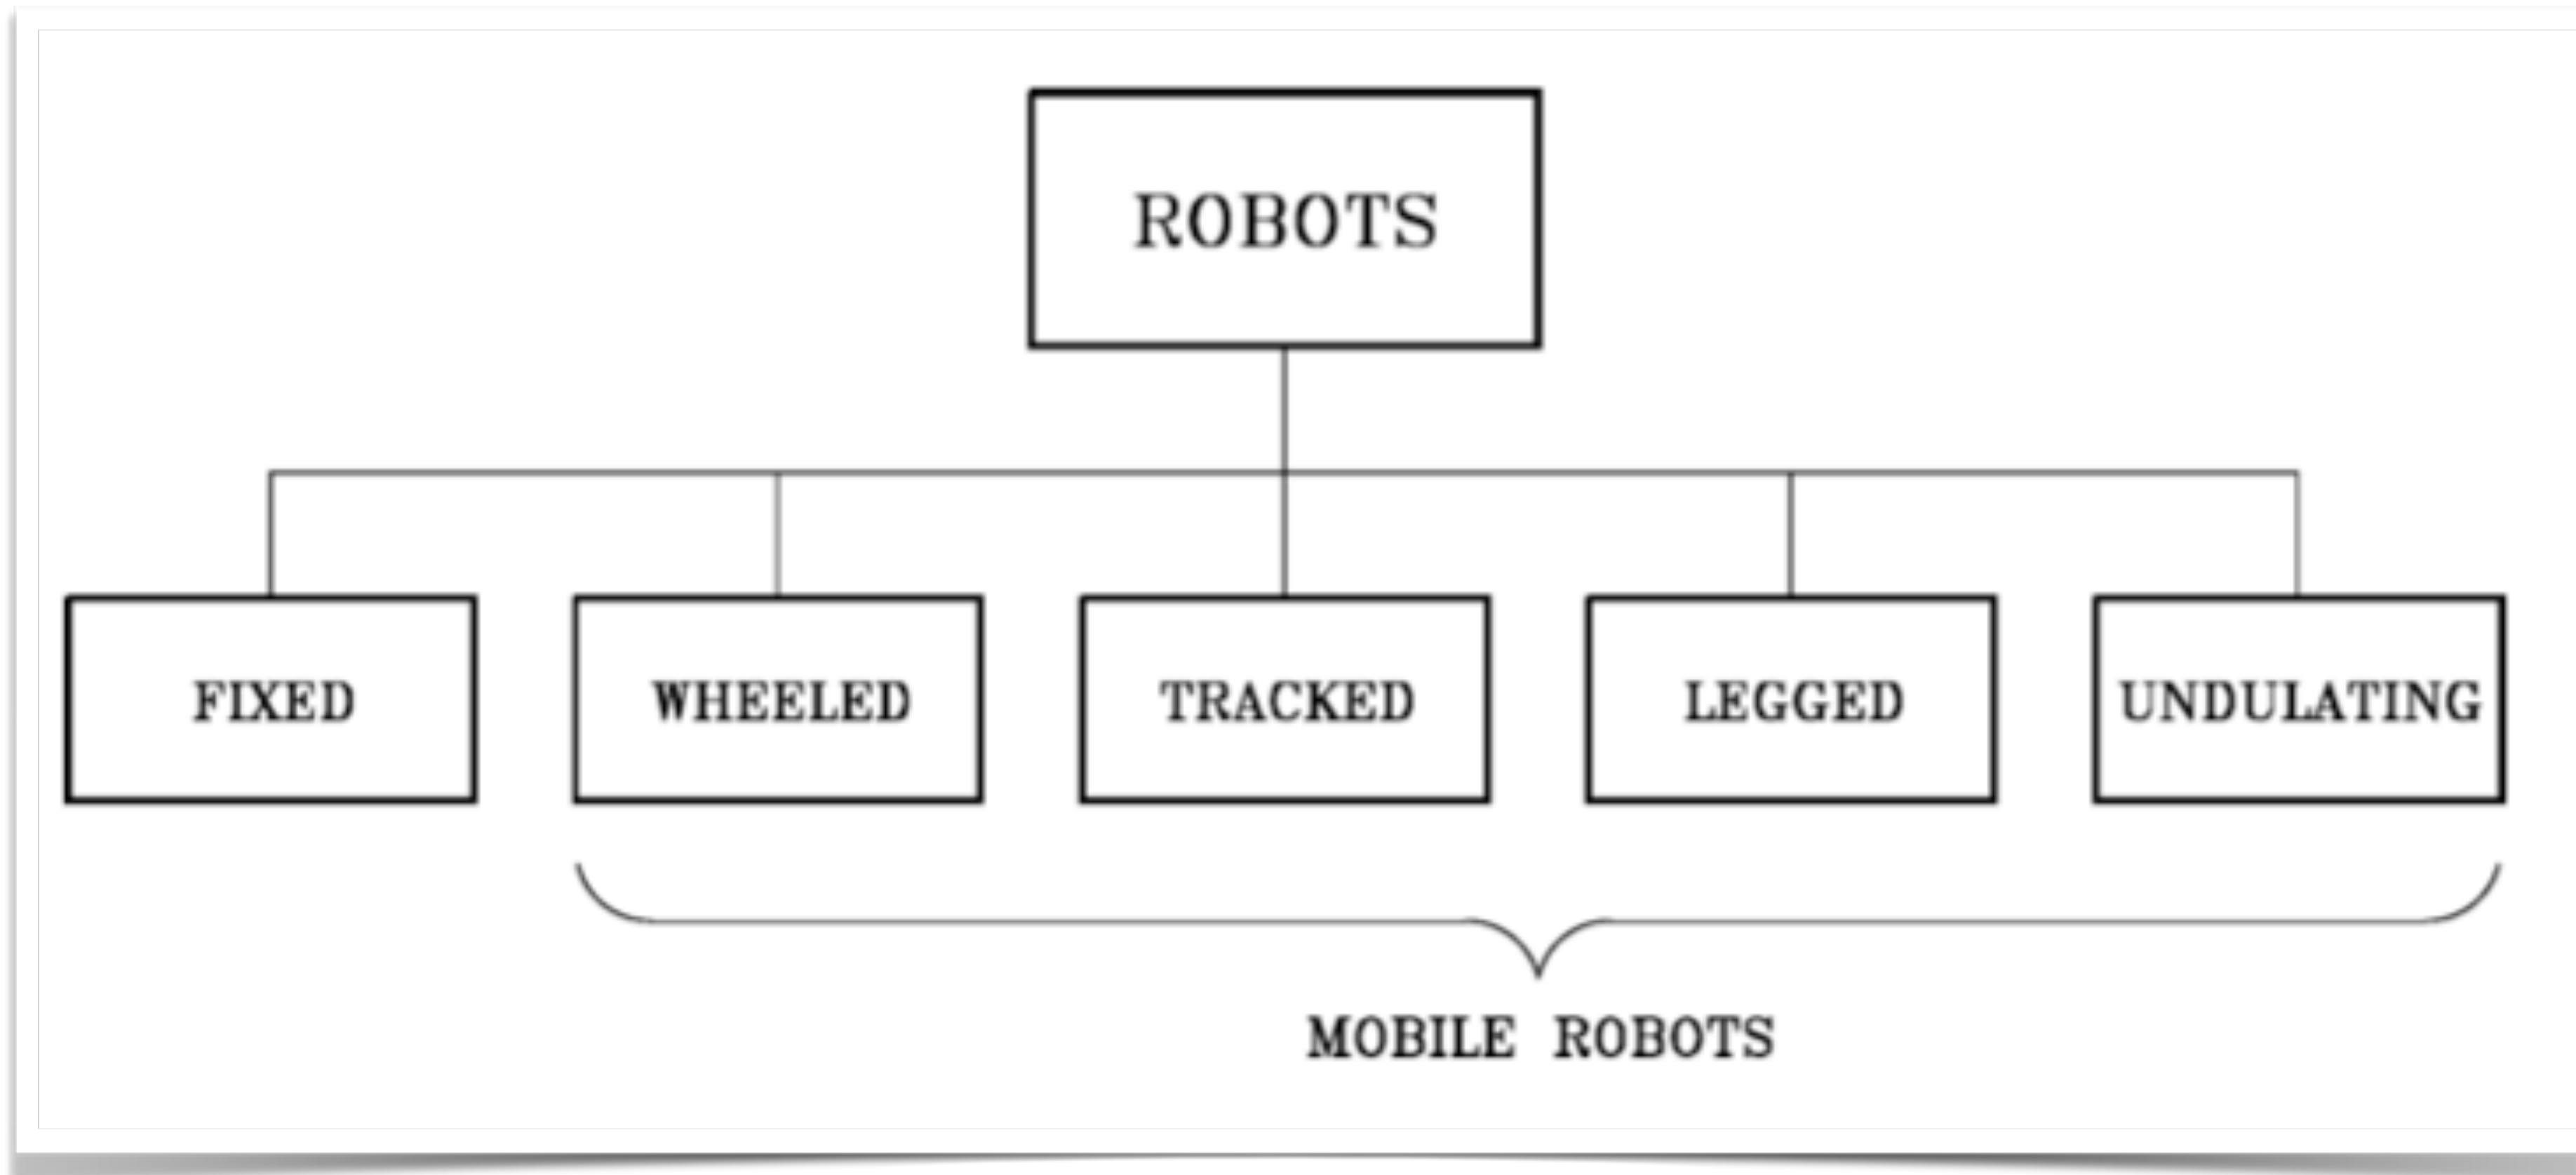 ROBOTS
FIXED
WHEELED
TRACKED
LEGGED
UNDULATING
MOBILE ROBOTS